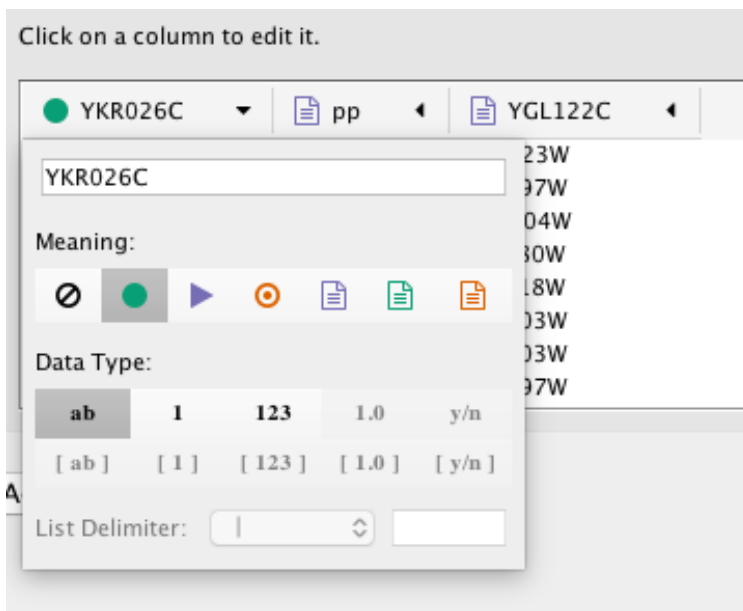 Click on a column to edit it.
YKR026C pp YGL122C
YKR026C
23W
97W
04W
30W
18W
03W
03W
97W
Meaning:
Data Type:
ab 1 123 1.0 y/n
[ ab ] [ 1 ] [ 123 ] [ 1.0 ] [ y/n ]
List Delimiter: |
A